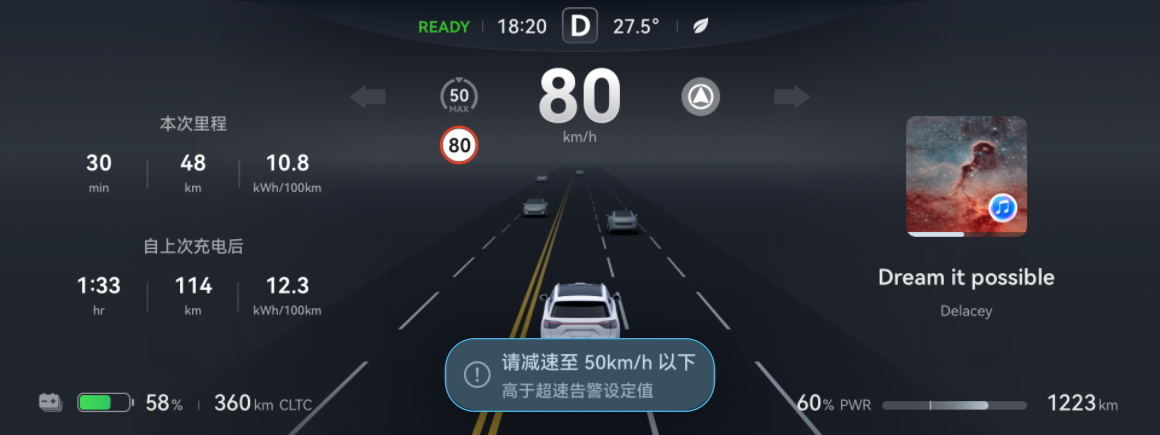 READY 18:20 D 27.5°
50
MAX
80
km/h
80
本次里程
30 48 10.8
min km kWh/100km
自上次充电后
1:33 114 12.3
hr km kWh/100km
Dream it possible
Delacey
请减速至 50km/h 以下
高于超速告警设定值
58% 360 km CLTC
60% PWR 1223 km